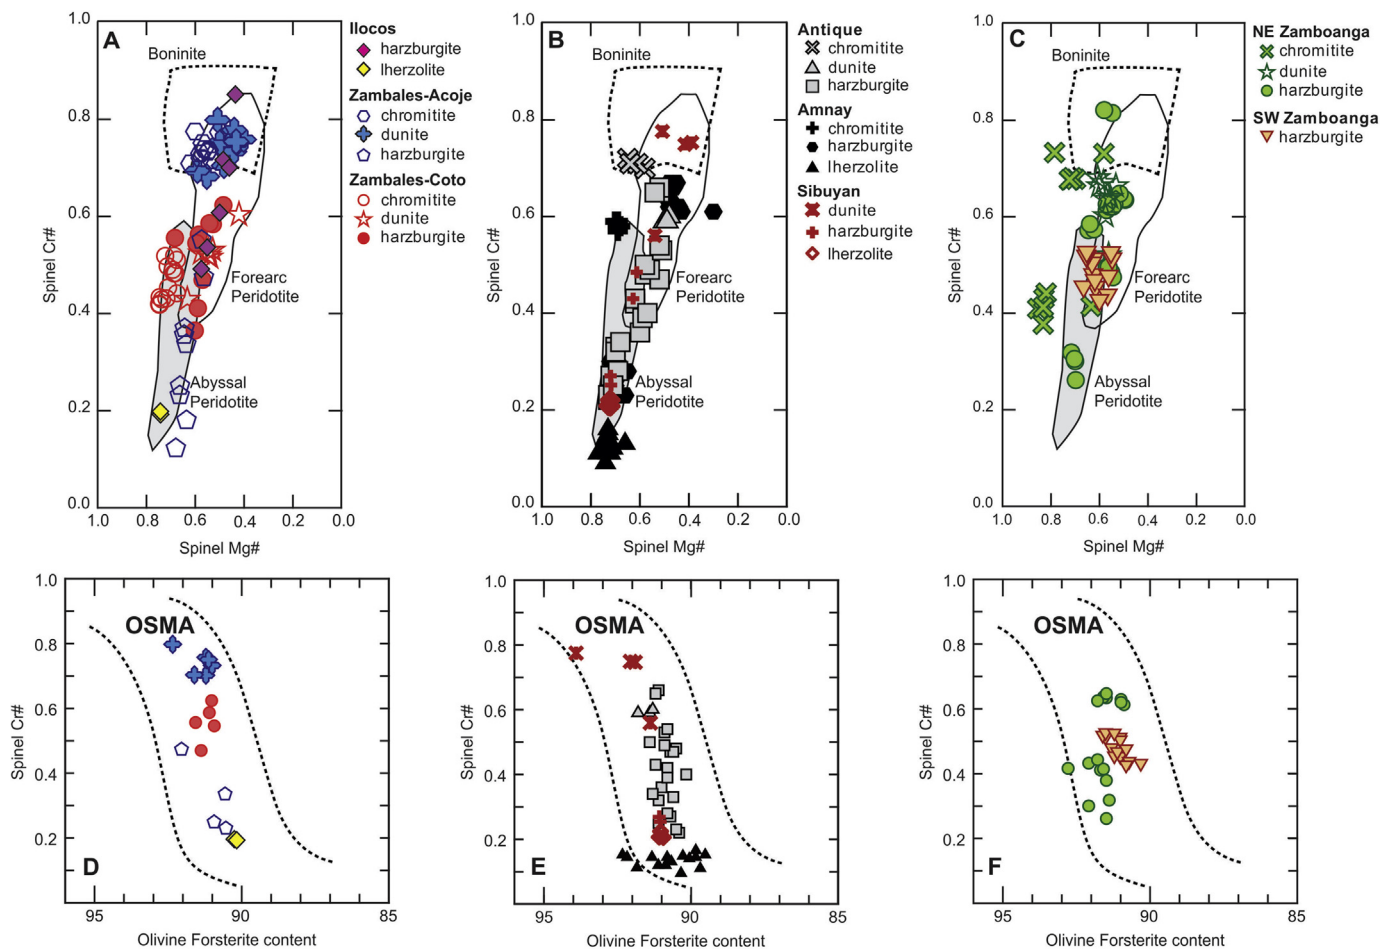 A
Boninite
Forearc
Peridotite
Abyssal
Peridotite
1.0
0.8
0.6
0.4
0.2
0.0
Spinel Cr#
1.0
0.8
0.6
0.4
0.2
0.0
Spinel Mg#
Ilocos
harzburgite
lherzolite
Zambales-Acoje
chromitite
dunite
harzburgite
Zambales-Coto
chromitite
dunite
harzburgite
B
Boninite
Forearc
Peridotite
Abyssal
Peridotite
1.0
0.8
0.6
0.4
0.2
0.0
Spinel Cr#
1.0
0.8
0.6
0.4
0.2
0.0
Spinel Mg#
Antique
chromitite
dunite
harzburgite
Amnay
chromitite
harzburgite
lherzolite
Sibuyan
dunite
harzburgite
lherzolite
C
Boninite
Forearc
Peridotite
Abyssal
Peridotite
1.0
0.8
0.6
0.4
0.2
0.0
Spinel Cr#
1.0
0.8
0.6
0.4
0.2
0.0
Spinel Mg#
NE Zamboanga
chromitite
dunite
harzburgite
SW Zamboanga
harzburgite
1.0
0.8
0.6
0.4
0.2
Spinel Cr#
OSMA
D
95
90
85
Olivine Forsterite content
1.0
0.8
0.6
0.4
0.2
Spinel Cr#
OSMA
E
95
90
85
Olivine Forsterite content
1.0
0.8
0.6
0.4
0.2
Spinel Cr#
OSMA
F
95
90
85
Olivine Forsterite content